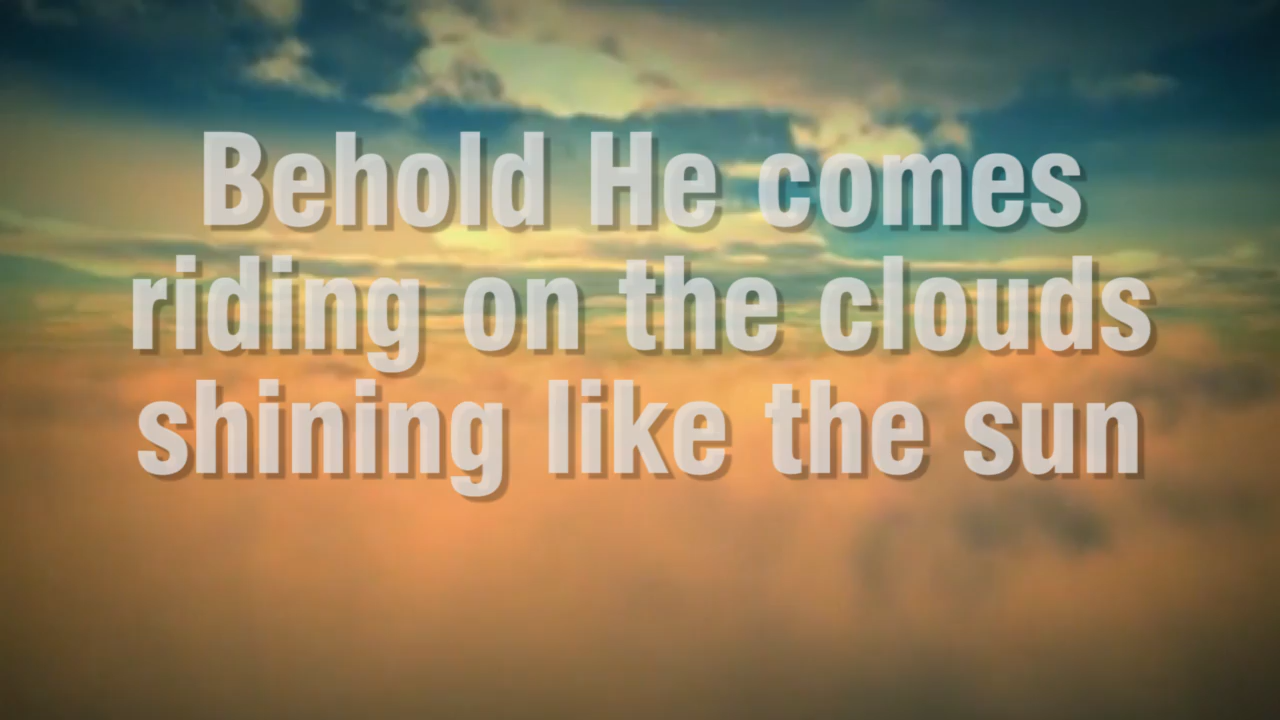 Behold He comes
riding on the clouds
shining like the sun